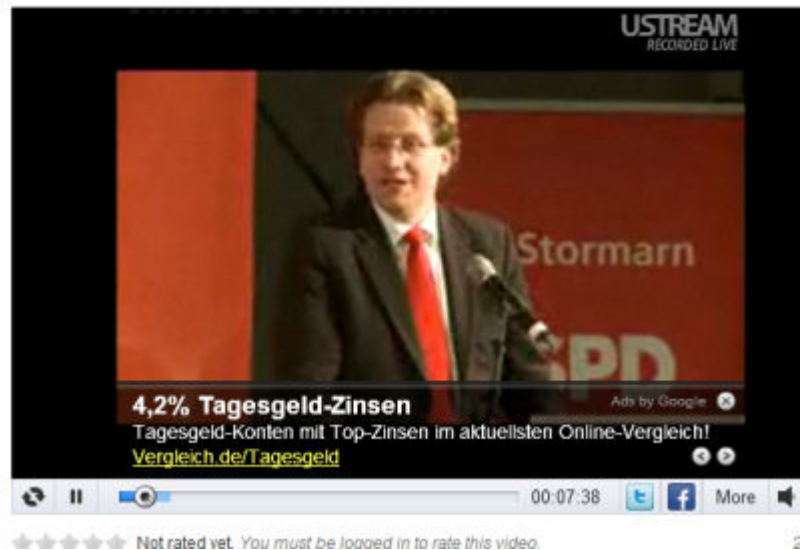 USTREAM
RECORDED LIVE
Stormarn
SPD
4,2% Tagesgeld-Zinsen
Ads by Google
Tagesgeld-Konten mit Top-Zinsen im aktuellsten Online-Vergleich!
Vergleich.de/Tagesgeld
00:07:38
More
Not rated yet. You must be logged in to rate this video.